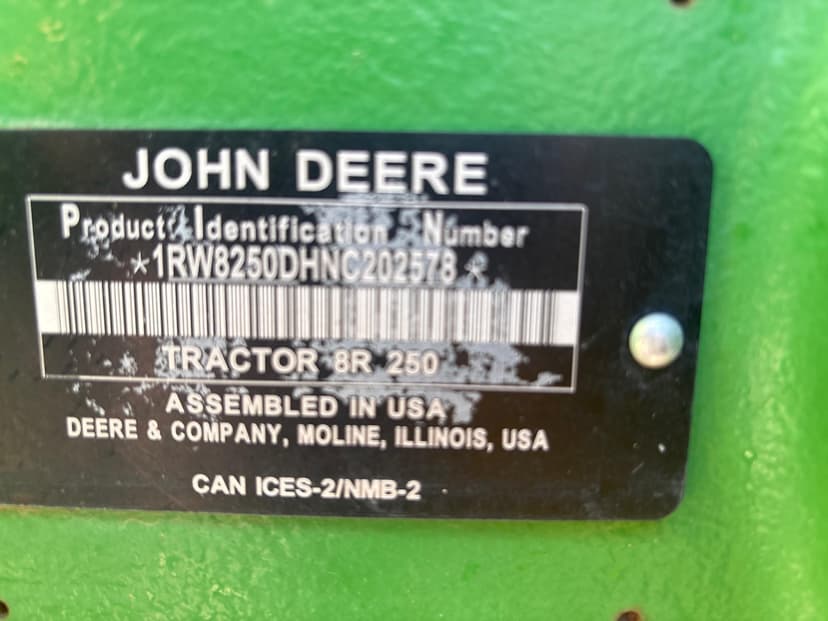 JOHN DEERE
Product Identification Number
*1RW8250DHNC202578*
TRACTOR 8R 250
ASSEMBLED IN USA
DEERE & COMPANY, MOLINE, ILLINOIS, USA
CAN ICES-2/NMB-2